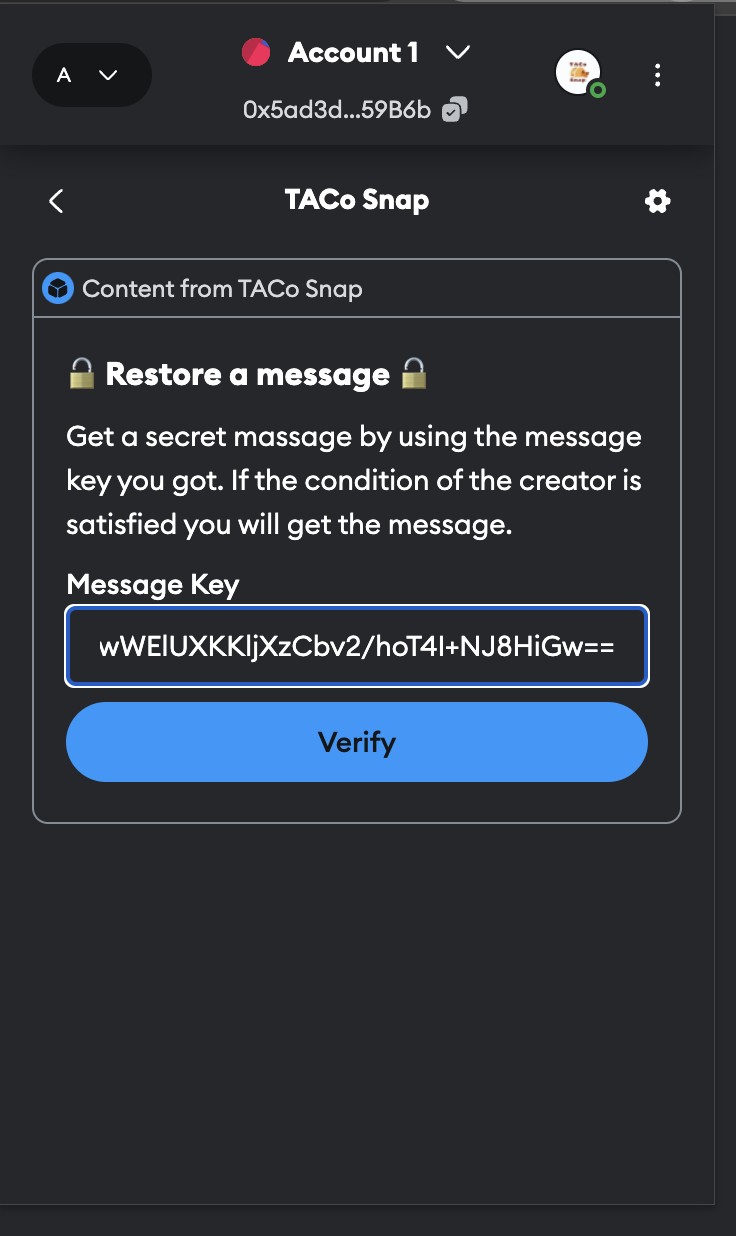 A
Account 1
0x5ad3d...59B6b
TACo Snap
TACo Snap
Content from TACo Snap
Restore a message
Get a secret massage by using the message
key you got. If the condition of the creator is
satisfied you will get the message.
Message Key
wWElUXKKljXzCbv2/hoT4I+NJ8HiGw==
Verify